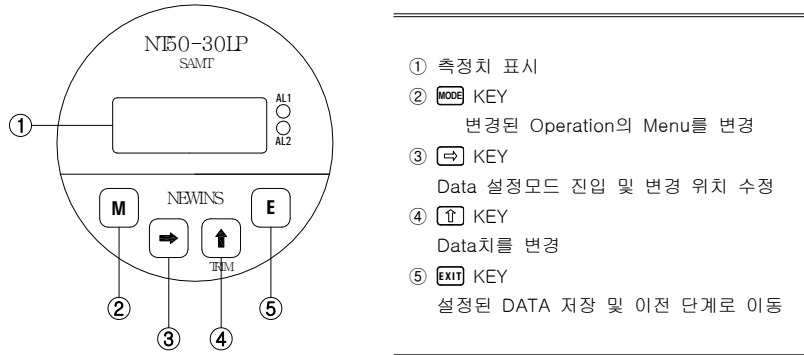 NT50-30LP
SAMT
AL1
AL2
①
M
NEWINS
E
TRIM
②
③
④
⑤
① 측정치 표시
② MODE KEY
변경된 Operation의 Menu를 변경
③ ⇨ KEY
Data 설정모드 진입 및 변경 위치 수정
④ ⇧ KEY
Data치를 변경
⑤ EXIT KEY
설정된 DATA 저장 및 이전 단계로 이동